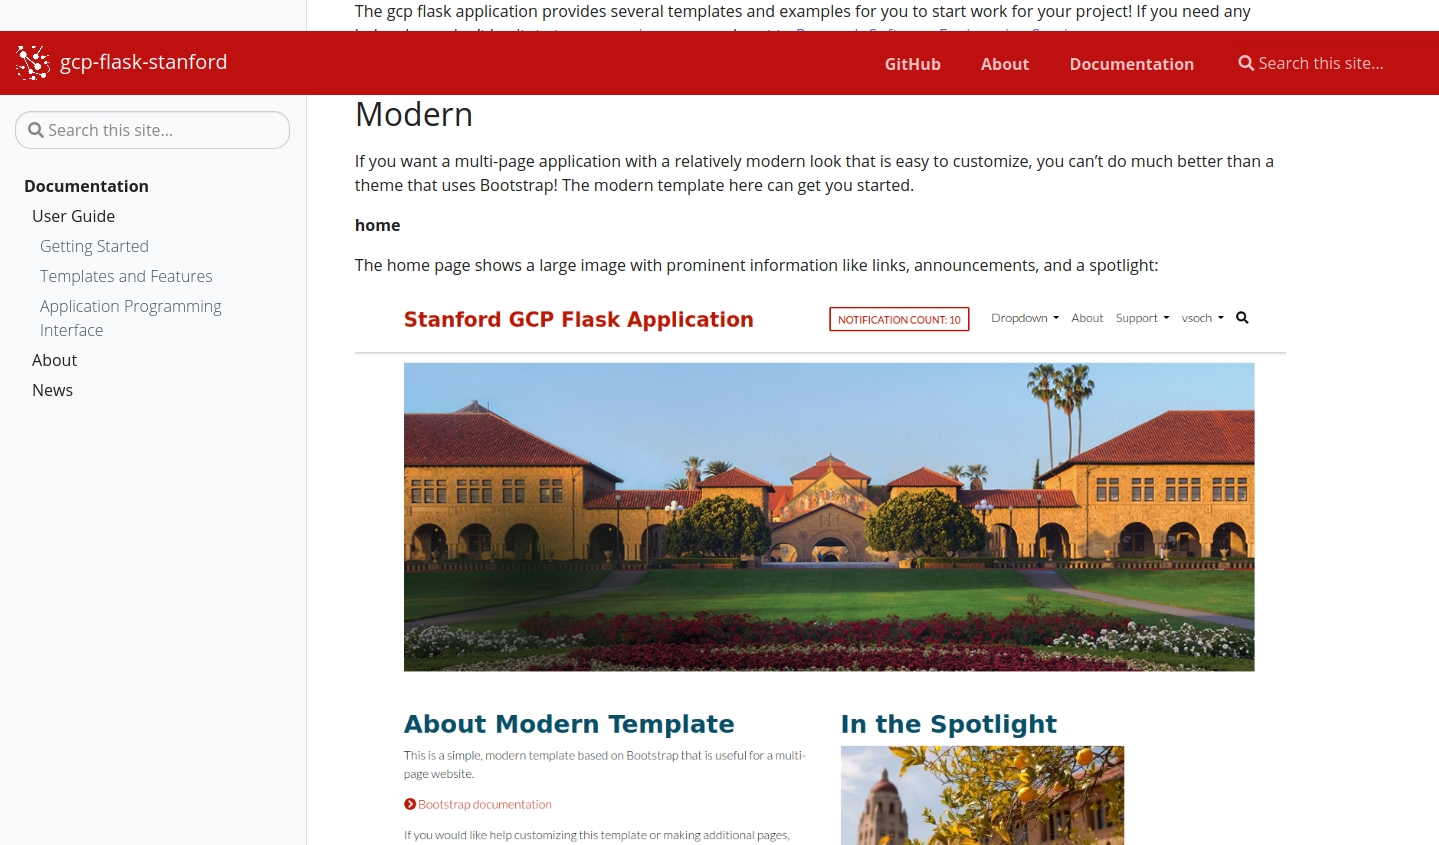 The gcp flask application provides several templates and examples for you to start work for your project! If you need any
gcp-flask-stanford
GitHub
About
Documentation
Search this site...
Search this site...
Documentation
User Guide
Getting Started
Templates and Features
Application Programming
Interface
About
News
Modern
If you want a multi-page application with a relatively modern look that is easy to customize, you can’t do much better than a
theme that uses Bootstrap! The modern template here can get you started.
home
The home page shows a large image with prominent information like links, announcements, and a spotlight:
Stanford GCP Flask Application
NOTIFICATION COUNT: 10
Dropdown
About
Support
vsoch
About Modern Template
This is a simple, modern template based on Bootstrap that is useful for a multi-
page website.
Bootstrap documentation
If you would like help customizing this template or making additional pages,
In the Spotlight